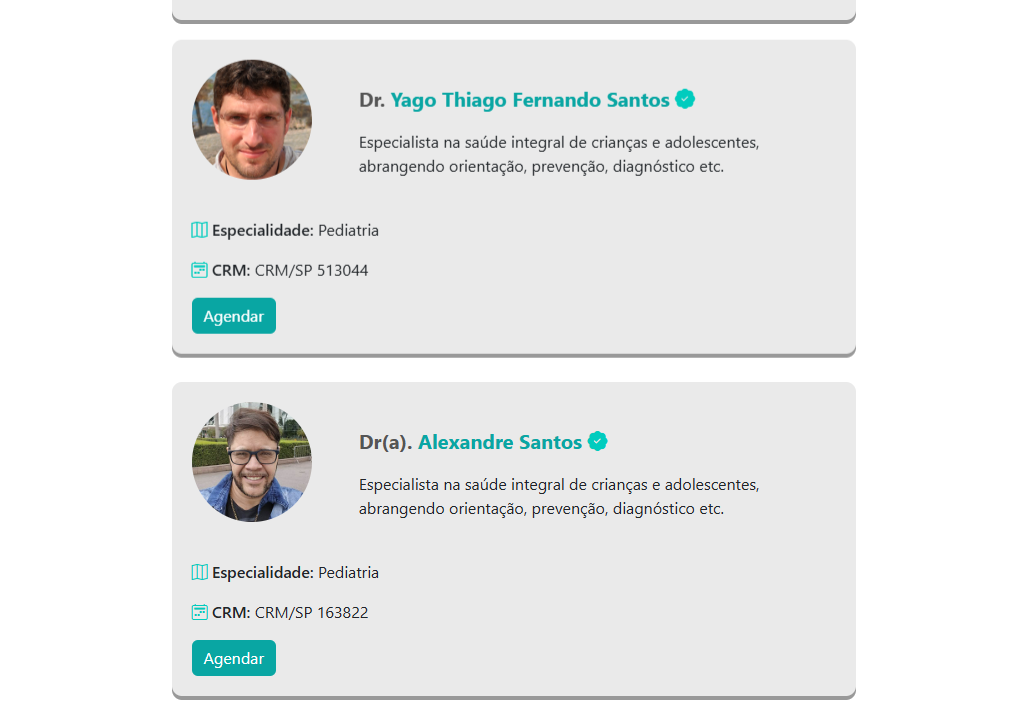 Dr. Yago Thiago Fernando Santos
Especialista na saúde integral de crianças e adolescentes,
abrangendo orientação, prevenção, diagnóstico etc.
Especialidade: Pediatria
CRM: CRM/SP 513044
Agendar
Dr(a). Alexandre Santos
Especialista na saúde integral de crianças e adolescentes,
abrangendo orientação, prevenção, diagnóstico etc.
Especialidade: Pediatria
CRM: CRM/SP 163822
Agendar